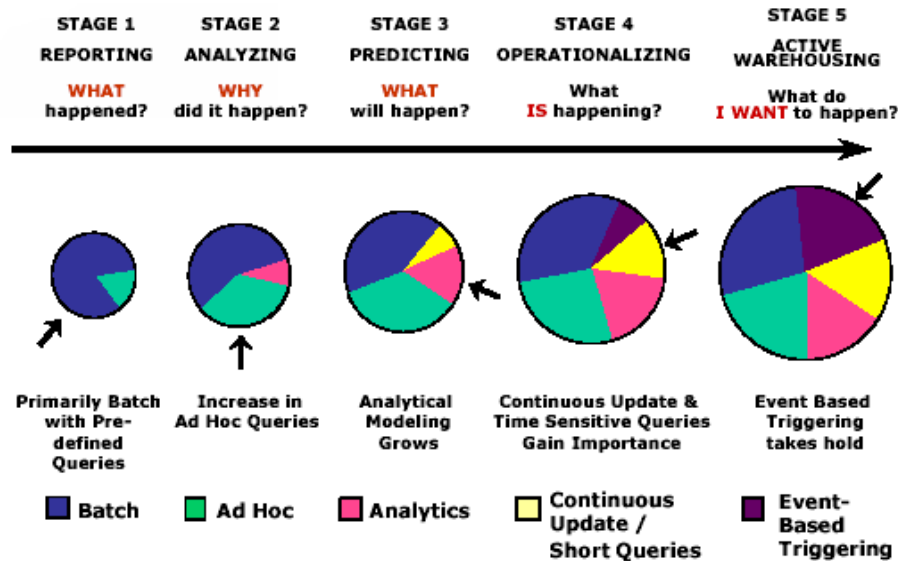 STAGE 1
REPORTING
WHAT
happened?
STAGE 2
ANALYZING
WHY
did it happen?
STAGE 3
PREDICTING
WHAT
will happen?
STAGE 4
OPERATIONALIZING
What
IS happening?
STAGE 5
ACTIVE
WAREHOUSING
What do
I WANT to happen?
Primarily Batch
with Pre-
defined
Queries
Increase in
Ad Hoc Queries
Analytical
Modeling
Grows
Continuous Update &
Time Sensitive Queries
Gain Importance
Event Based
Triggering
takes hold
Batch
Ad Hoc
Analytics
Continuous
Update /
Short Queries
Event-
Based
Triggering